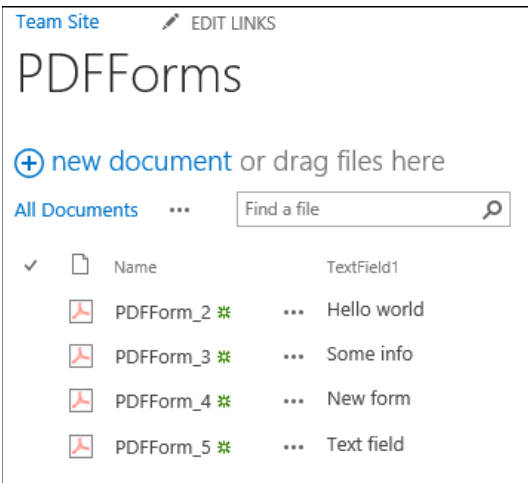 Team Site EDIT LINKS
PDFForms
new document or drag files here
All Documents ••• Find a file
Name TextField1
PDFForm_2 ••• Hello world
PDFForm_3 ••• Some info
PDFForm_4 ••• New form
PDFForm_5 ••• Text field